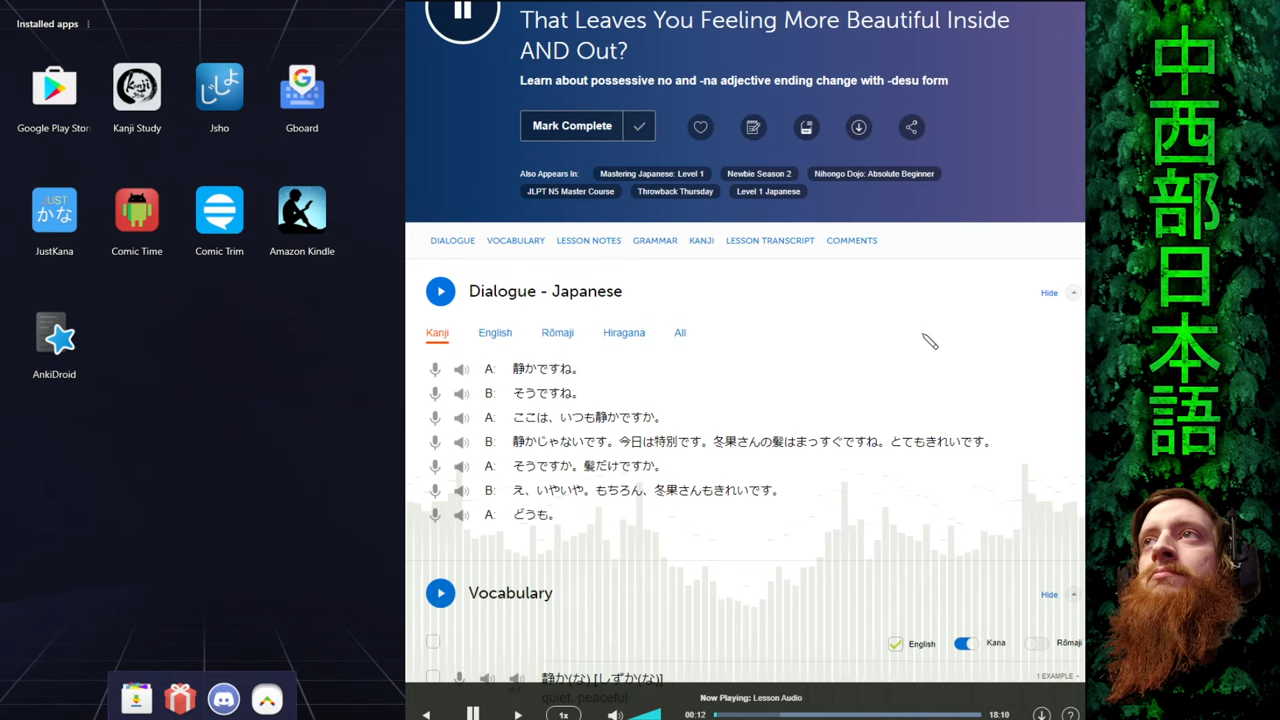 Installed apps
Google Play Stor
Kanji Study
Jsho
Gboard
JustKana
Comic Time
Comic Trim
Amazon Kindle
AnkiDroid
That Leaves You Feeling More Beautiful Inside
AND Out?
Learn about possessive no and -na adjective ending change with -desu form
Mark Complete
Also Appears In: Mastering Japanese: Level 1 Newbie Season 2 Nihongo Dojo: Absolute Beginner
JLPT N5 Master Course Throwback Thursday Level 1 Japanese
DIALOGUE VOCABULARY LESSON NOTES GRAMMAR KANJI LESSON TRANSCRIPT COMMENTS
Dialogue - Japanese Hide
Kanji English Rōmaji Hiragana All
A: 静かですね。
B: そうですね。
A: ここは、いつも静かですか。
B: 静かじゃないです。今日は特別です。冬果さんの髪はまっすぐですね。とてもきれいです。
A: そうですか。髪だけですか。
B: え、いやいや。もちろん、冬果さんもきれいです。
A: どうも。
Vocabulary Hide
English Kana Rōmaji
静か(な) [しずか(な)] 1 EXAMPLE
quiet, peaceful
Now Playing: Lesson Audio
1x 00:12 18:10
中西部日本語
Kanji
じしょ
JUST
かな